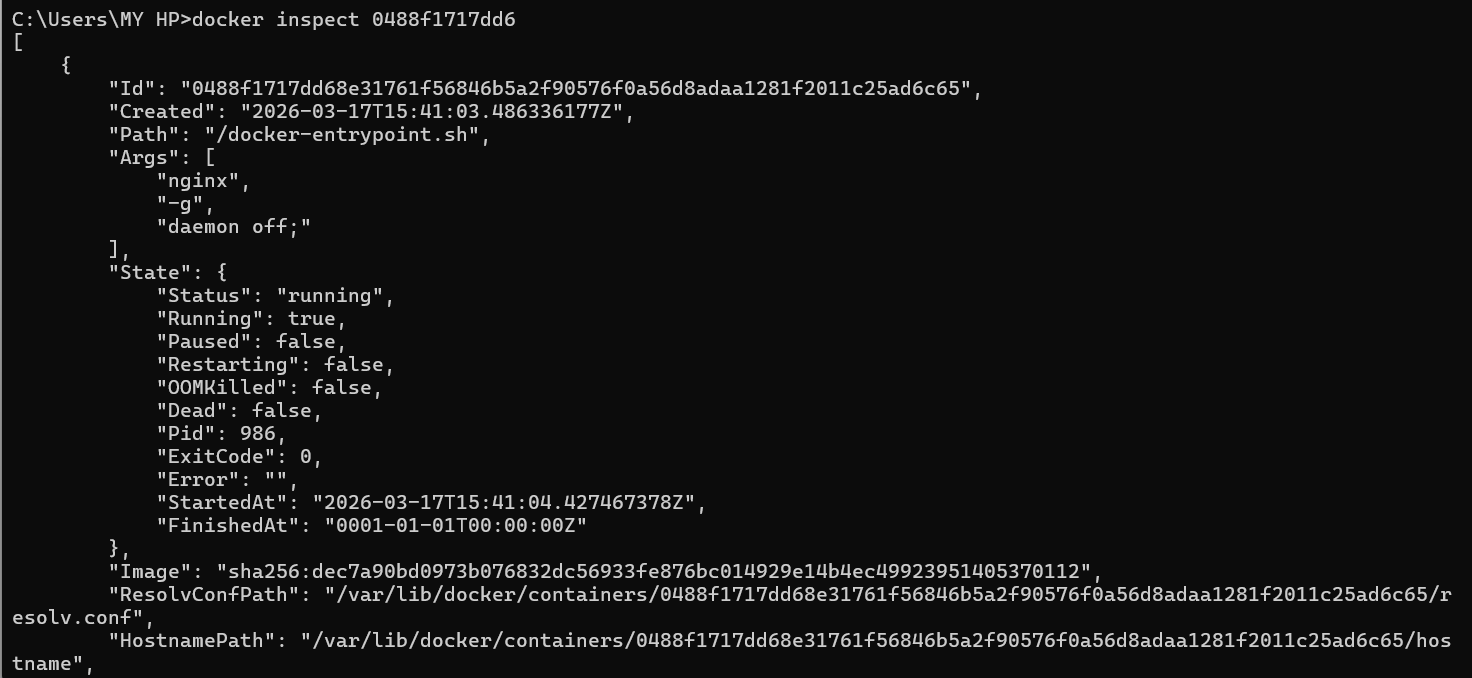 C:\Users\MY HP>docker inspect 0488f1717dd6
[
    {
        "Id": "0488f1717dd68e31761f56846b5a2f90576f0a56d8adaa1281f2011c25ad6c65",
        "Created": "2026-03-17T15:41:03.486336177Z",
        "Path": "/docker-entrypoint.sh",
        "Args": [
            "nginx",
            "-g",
            "daemon off;"
        ],
        "State": {
            "Status": "running",
            "Running": true,
            "Paused": false,
            "Restarting": false,
            "OOMKilled": false,
            "Dead": false,
            "Pid": 986,
            "ExitCode": 0,
            "Error": "",
            "StartedAt": "2026-03-17T15:41:04.427467378Z",
            "FinishedAt": "0001-01-01T00:00:00Z"
        },
        "Image": "sha256:dec7a90bd0973b076832dc56933fe876bc014929e14b4ec49923951405370112",
        "ResolvConfPath": "/var/lib/docker/containers/0488f1717dd68e31761f56846b5a2f90576f0a56d8adaa1281f2011c25ad6c65/r
esolv.conf",
        "HostnamePath": "/var/lib/docker/containers/0488f1717dd68e31761f56846b5a2f90576f0a56d8adaa1281f2011c25ad6c65/hos
tname",